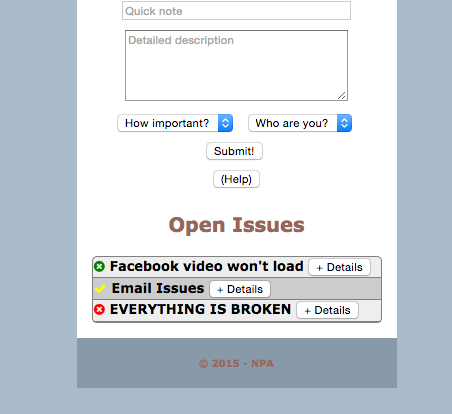 Quick note
Detailed description
How important? Who are you?
Submit!
(Help)
Open Issues
Facebook video won't load + Details
Email Issues + Details
EVERYTHING IS BROKEN + Details
© 2015 - NPA